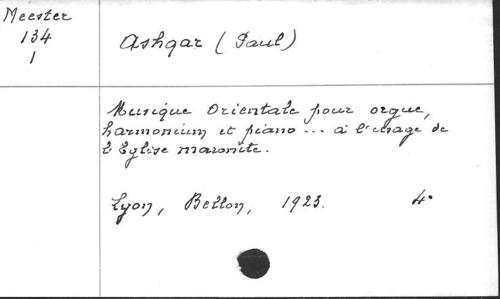 Meester
134
1
Ashqar (Paul)
Musique Orientale pour orgue,
harmonium et piano ... à l'usage de
l'Église maronite.
Lyon, Bellon, 1925. 4°